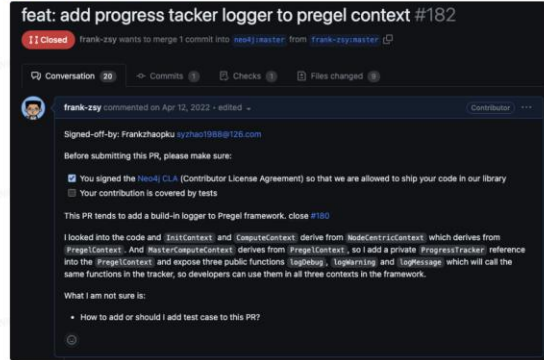 feat: add progress tacker logger to pregel context #182
Closed frank-zsy wants to merge 1 commit into neo4j:master from frank-zsy:master
Conversation 20 Commits 1 Checks 3 Files changed 9
frank-zsy commented on Apr 12, 2022 • edited Contributor ...
Signed-off-by: Frankzhaopku syzhao1988@126.com
Before submitting this PR, please make sure:
You signed the Neo4j CLA (Contributor License Agreement) so that we are allowed to ship your code in our library
Your contribution is covered by tests
This PR tends to add a build-in logger to Pregel framework. close #180
I looked into the code and InitContext and ComputeContext derive from NodeCentricContext which derives from
PregelContext. And MasterComputeContext derives from PregelContext, so I add a private ProgressTracker reference
into the PregelContext and expose three public functions logDebug, logWarning and logMessage which will call the
same functions in the tracker, so developers can use them in all three contexts in the framework.
What I am not sure is:
• How to add or should I add test case to this PR?